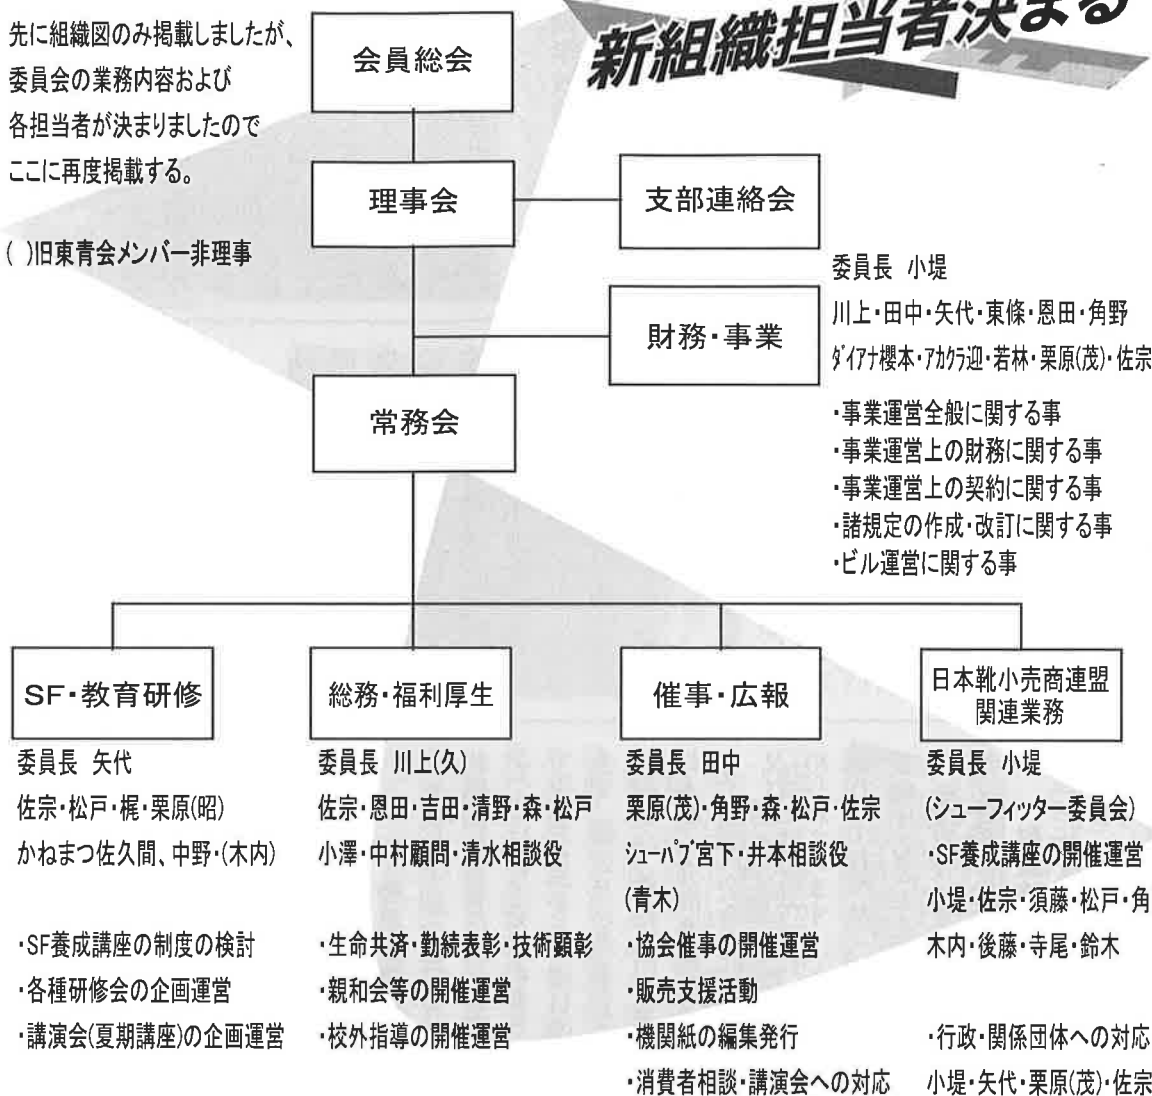 新組織担当者決まる
先に組織図のみ掲載しましたが、
委員会の業務内容および
各担当者が決まりましたので
ここに再度掲載する。
( )旧東青会メンバー非理事
会員総会
理事会
支部連絡会
財務・事業
委員長 小堤
川上・田中・矢代・東條・恩田・角野
ダイアナ櫻本・アカクラ迎・若林・栗原(茂)・佐宗
・事業運営全般に関する事
・事業運営上の財務に関する事
・事業運営上の契約に関する事
・諸規定の作成・改訂に関する事
・ビル運営に関する事
常務会
SF・教育研修
委員長 矢代
佐宗・松戸・梶・栗原(昭)
かねまつ佐久間、中野・(木内)
・SF養成講座の制度の検討
・各種研修会の企画運営
・講演会(夏期講座)の企画運営
総務・福利厚生
委員長 川上(久)
佐宗・恩田・吉田・清野・森・松戸
小澤・中村顧問・清水相談役
・生命共済・勤続表彰・技術顕彰
・親和会等の開催運営
・校外指導の開催運営
催事・広報
委員長 田中
栗原(茂)・角野・森・松戸・佐宗
シューパブ宮下・井本相談役
(青木)
・協会催事の開催運営
・販売支援活動
・機関紙の編集発行
・消費者相談・講演会への対応
日本靴小売商連盟
関連業務
委員長 小堤
(シューフィッター委員会)
・SF養成講座の開催運営
小堤・佐宗・須藤・松戸・角
木内・後藤・寺尾・鈴木
・行政・関係団体への対応
小堤・矢代・栗原(茂)・佐宗